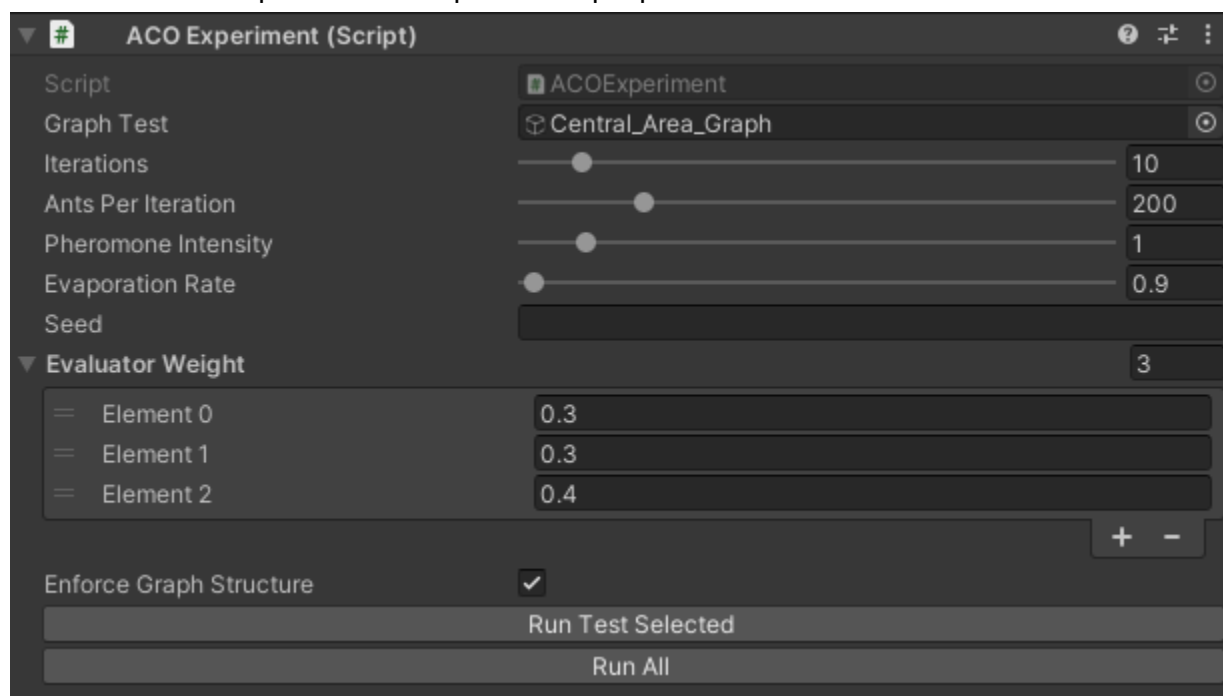 ACO Experiment (Script)
Script ACOExperiment
Graph Test Central_Area_Graph
Iterations 10
Ants Per Iteration 200
Pheromone Intensity 1
Evaporation Rate 0.9
Seed
Evaluator Weight 3
Element 0 0.3
Element 1 0.3
Element 2 0.4
+ -
Enforce Graph Structure
Run Test Selected
Run All